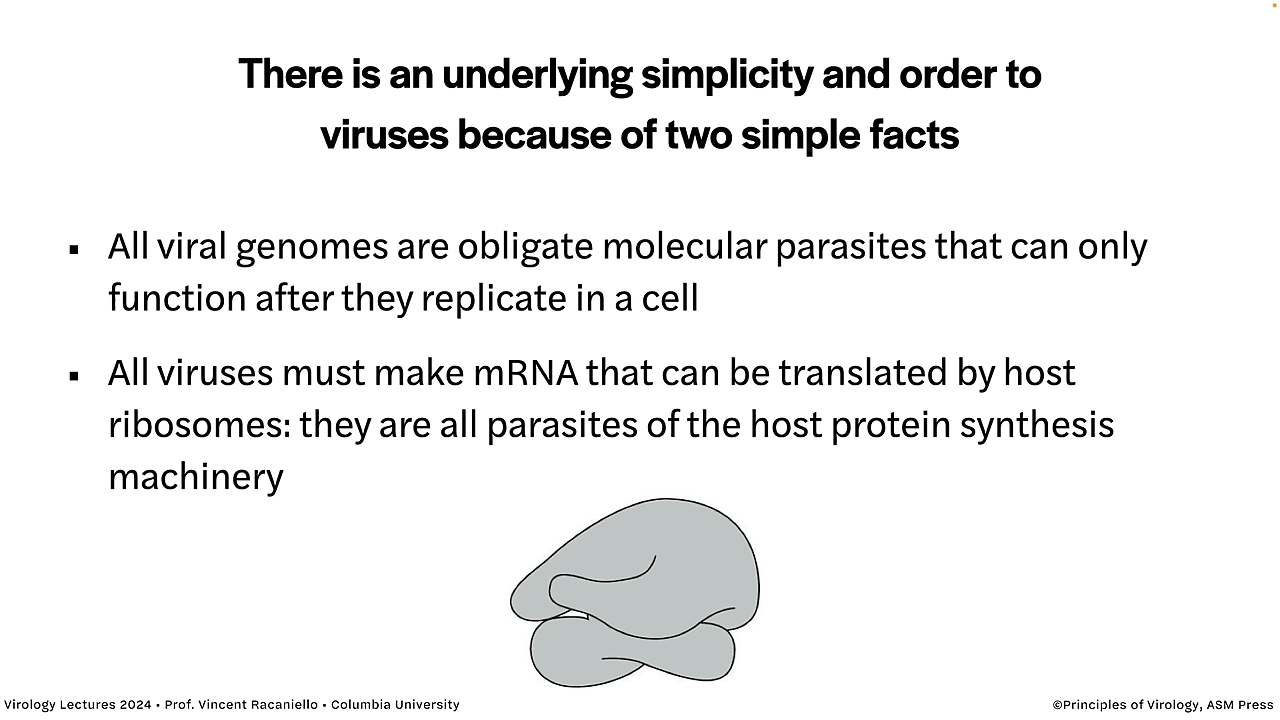 There is an underlying simplicity and order to
viruses because of two simple facts
▪ All viral genomes are obligate molecular parasites that can only
function after they replicate in a cell
▪ All viruses must make mRNA that can be translated by host
ribosomes: they are all parasites of the host protein synthesis
machinery
Virology Lectures 2024 • Prof. Vincent Racaniello • Columbia University
©Principles of Virology, ASM Press